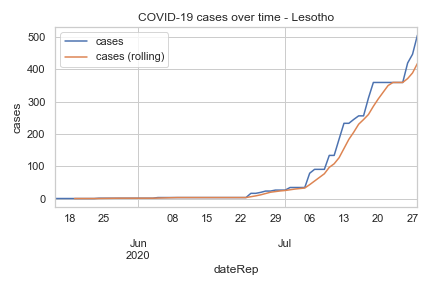 COVID-19 cases over time - Lesotho
cases
cases (rolling)
cases
500
400
300
200
100
0
18 25 08 15 22 29 06 13 20 27
Jun Jul
2020
dateRep